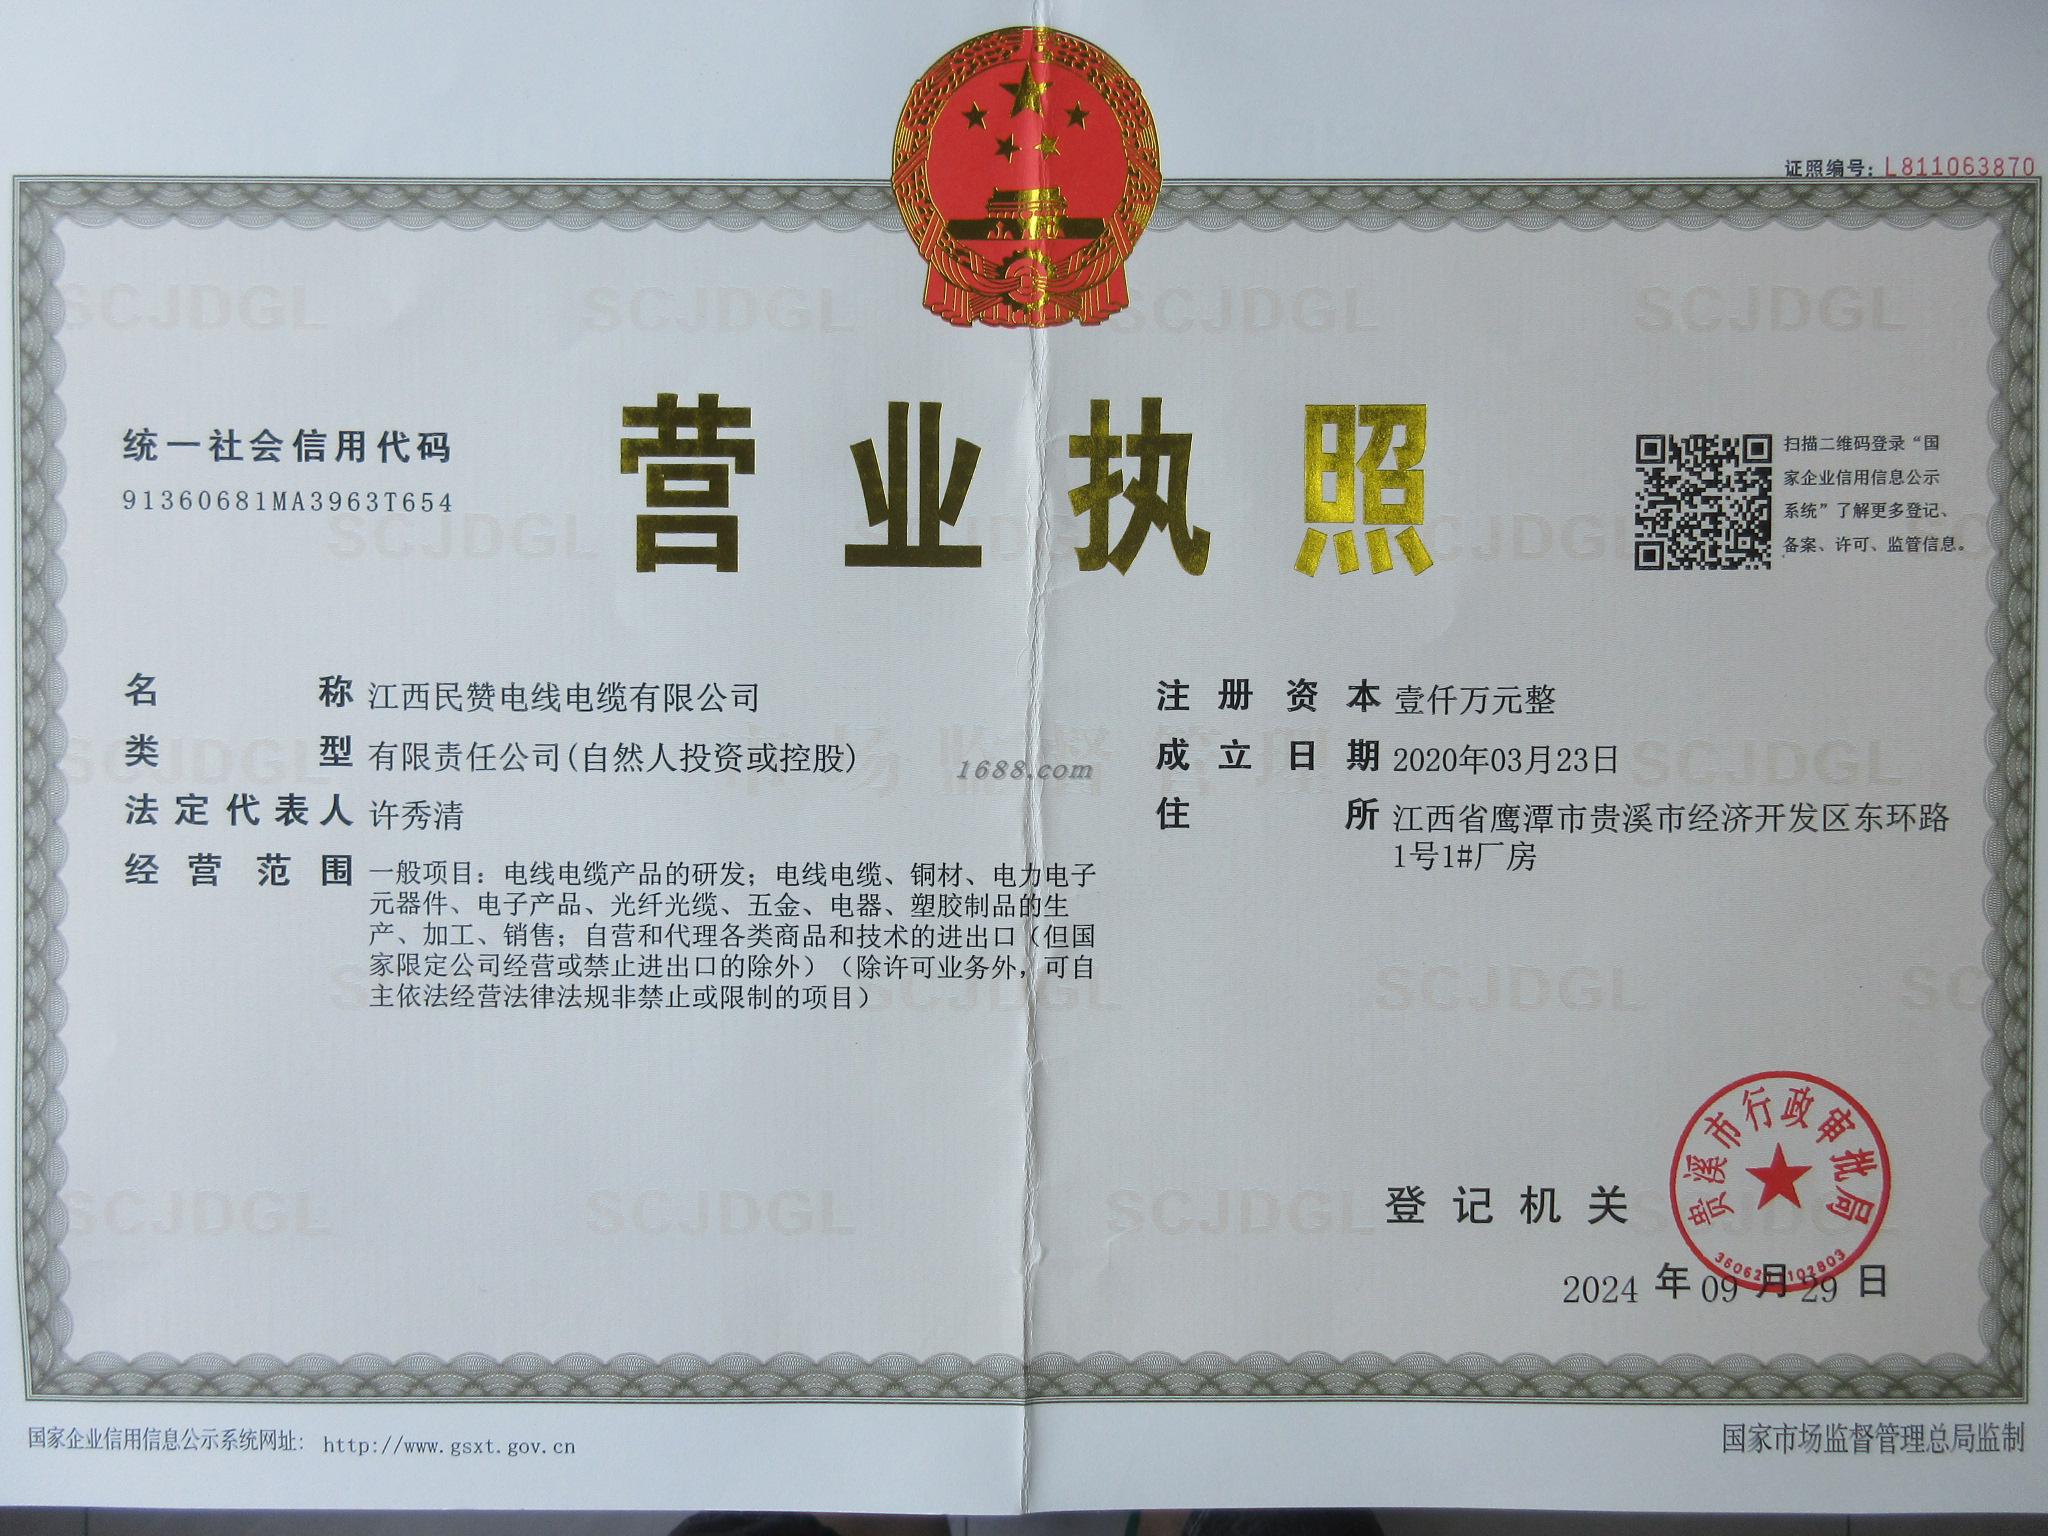 证照编号：L811063870
营业执照
统一社会信用代码
91360681MA3963T654
扫描二维码登录“国
家企业信用信息公示
系统”了解更多登记、
备案、许可、监管信息。
名称 江西民赞电线电缆有限公司
类型 有限责任公司(自然人投资或控股)
法定代表人 许秀清
经营范围 一般项目：电线电缆产品的研发；电线电缆、铜材、电力电子
元器件、电子产品、光纤光缆、五金、电器、塑胶制品的生
产、加工、销售；自营和代理各类商品和技术的进出口（但国
家限定公司经营或禁止进出口的除外）（除许可业务外，可自
主依法经营法律法规非禁止或限制的项目）
注册资本 壹仟万元整
成立日期 2020年03月23日
住所 江西省鹰潭市贵溪市经济开发区东环路
1号1#厂房
1688.com
市场监督管理
SCJDGL
登记机关
贵溪市行政审批局
2024年09月29日
国家企业信用信息公示系统网址：http://www.gsxt.gov.cn
国家市场监督管理总局监制